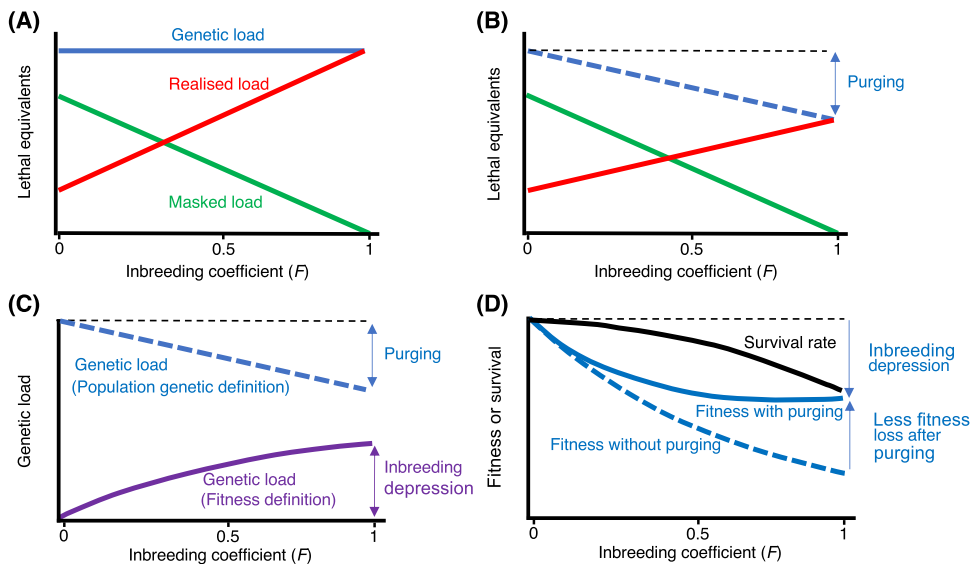 (A)
Genetic load
Realised load
Masked load
Lethal equivalents
0
0.5
1
Inbreeding coefficient (F)
(B)
Purging
Lethal equivalents
0
0.5
1
Inbreeding coefficient (F)
(C)
Purging
Genetic load
(Population genetic definition)
Genetic load
Genetic load
(Fitness definition)
Inbreeding
depression
0
0.5
1
Inbreeding coefficient (F)
(D)
Survival rate
Inbreeding
depression
Fitness with purging
Fitness without purging
Less fitness
loss after
purging
Fitness or survival
0
0.5
1
Inbreeding coefficient (F)